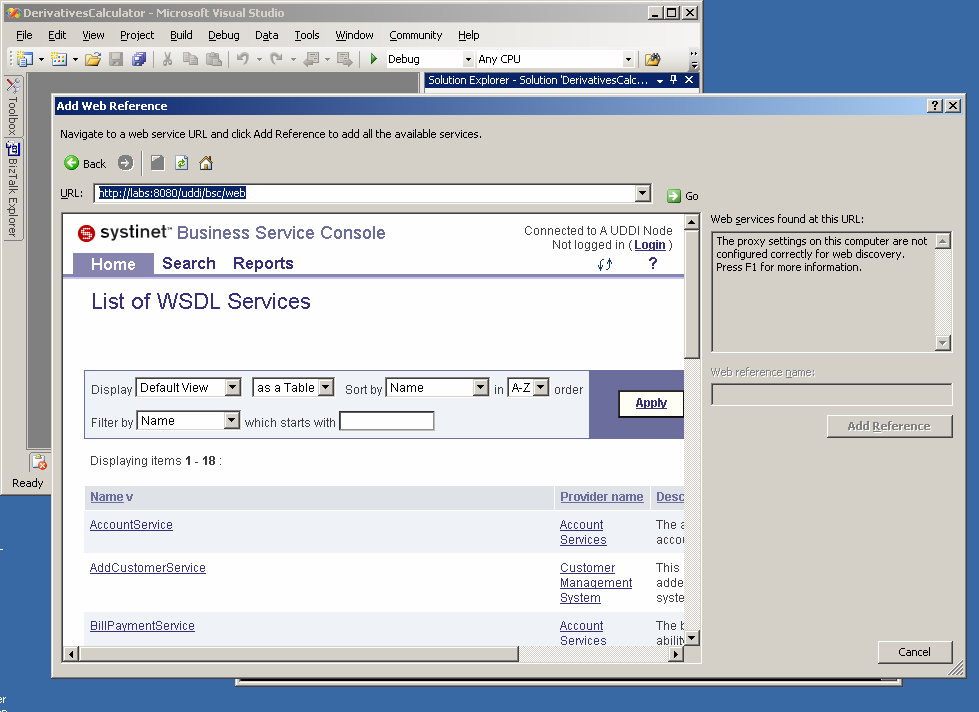 DerivativesCalculator - Microsoft Visual Studio
File Edit View Project Build Debug Data Tools Window Community Help
Debug Any CPU
Solution Explorer - Solution 'DerivativesCalc...
Toolbox
BizTalk Explorer
Ready
Add Web Reference
Navigate to a web service URL and click Add Reference to add all the available services.
Back
URL: http://labs:8080/uddi/bsc/web Go
systinet™ Business Service Console
Connected to A UDDI Node
Not logged in ( Login )
Home Search Reports ?
List of WSDL Services
Display Default View as a Table Sort by Name in A-Z order
Filter by Name which starts with
Apply
Displaying items 1 - 18 :
Name v Provider name Desc
AccountService Account Services The a accou
AddCustomerService Customer Management System This adde syste
BillPaymentService Account Services The b ability
Web services found at this URL:
The proxy settings on this computer are not
configured correctly for web discovery.
Press F1 for more information.
Web reference name:
Add Reference
Cancel
er